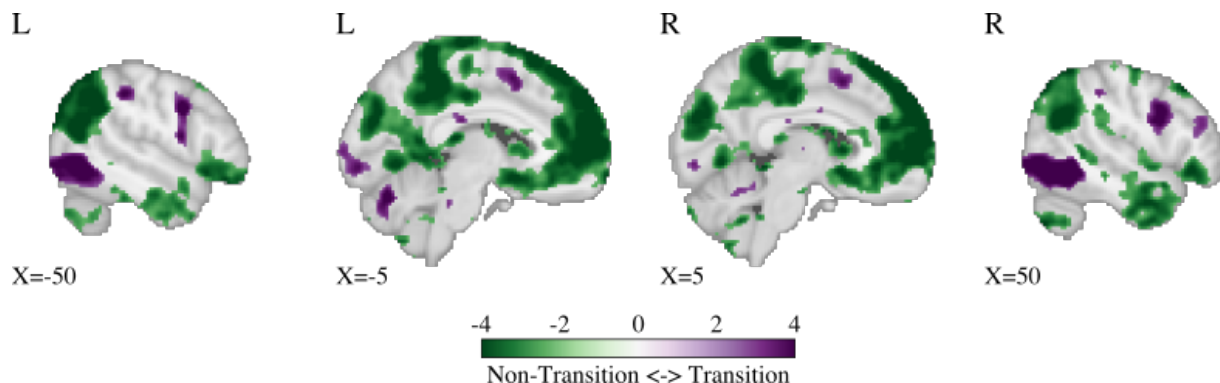 L L R R
X=-50 X=-5 X=5 X=50
-4 -2 0 2 4
Non-Transition <-> Transition